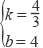 k = 4/3
b = 4